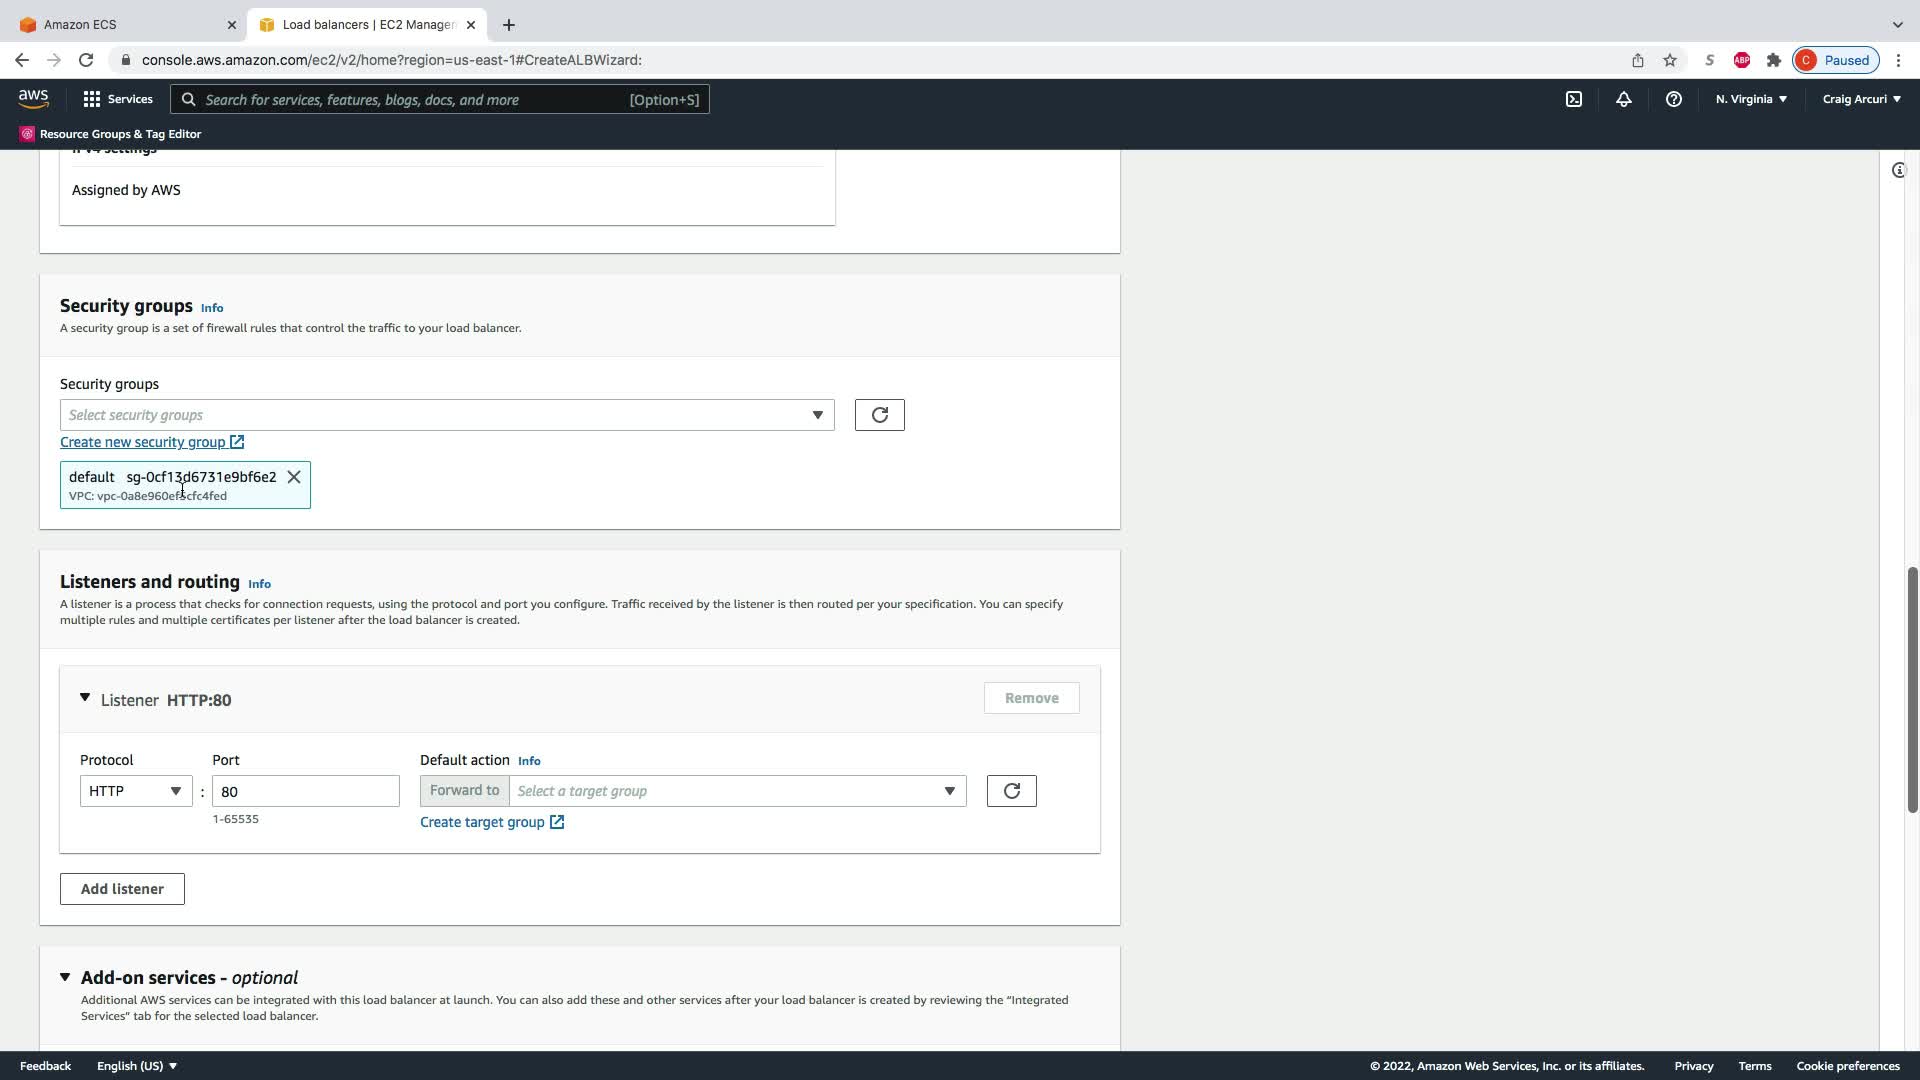 Amazon ECS
Load balancers | EC2 Manager
console.aws.amazon.com/ec2/v2/home?region=us-east-1#CreateALBWizard:
S
ABP
C Paused
aws
Services
Search for services, features, blogs, docs, and more [Option+S]
N. Virginia
Craig Arcuri
Resource Groups & Tag Editor
IPv4 settings
Assigned by AWS
Security groups Info
A security group is a set of firewall rules that control the traffic to your load balancer.
Security groups
Select security groups
Create new security group
default sg-0cf13d6731e9bf6e2
VPC: vpc-0a8e960ef5cfc4fed
Listeners and routing Info
A listener is a process that checks for connection requests, using the protocol and port you configure. Traffic received by the listener is then routed per your specification. You can specify
multiple rules and multiple certificates per listener after the load balancer is created.
Listener HTTP:80
Remove
Protocol Port Default action Info
HTTP : 80 Forward to Select a target group
1-65535
Create target group
Add listener
Add-on services - optional
Additional AWS services can be integrated with this load balancer at launch. You can also add these and other services after your load balancer is created by reviewing the “Integrated
Services” tab for the selected load balancer.
Feedback English (US) © 2022, Amazon Web Services, Inc. or its affiliates. Privacy Terms Cookie preferences